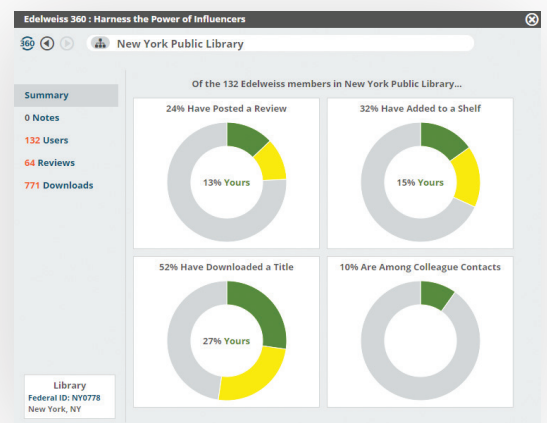 Edelweiss 360 : Harness the Power of Influencers
360
New York Public Library
Of the 132 Edelweiss members in New York Public Library...
Summary
0 Notes
132 Users
64 Reviews
771 Downloads
24% Have Posted a Review
13% Yours
32% Have Added to a Shelf
15% Yours
52% Have Downloaded a Title
27% Yours
10% Are Among Colleague Contacts
Library
Federal ID: NY0778
New York, NY